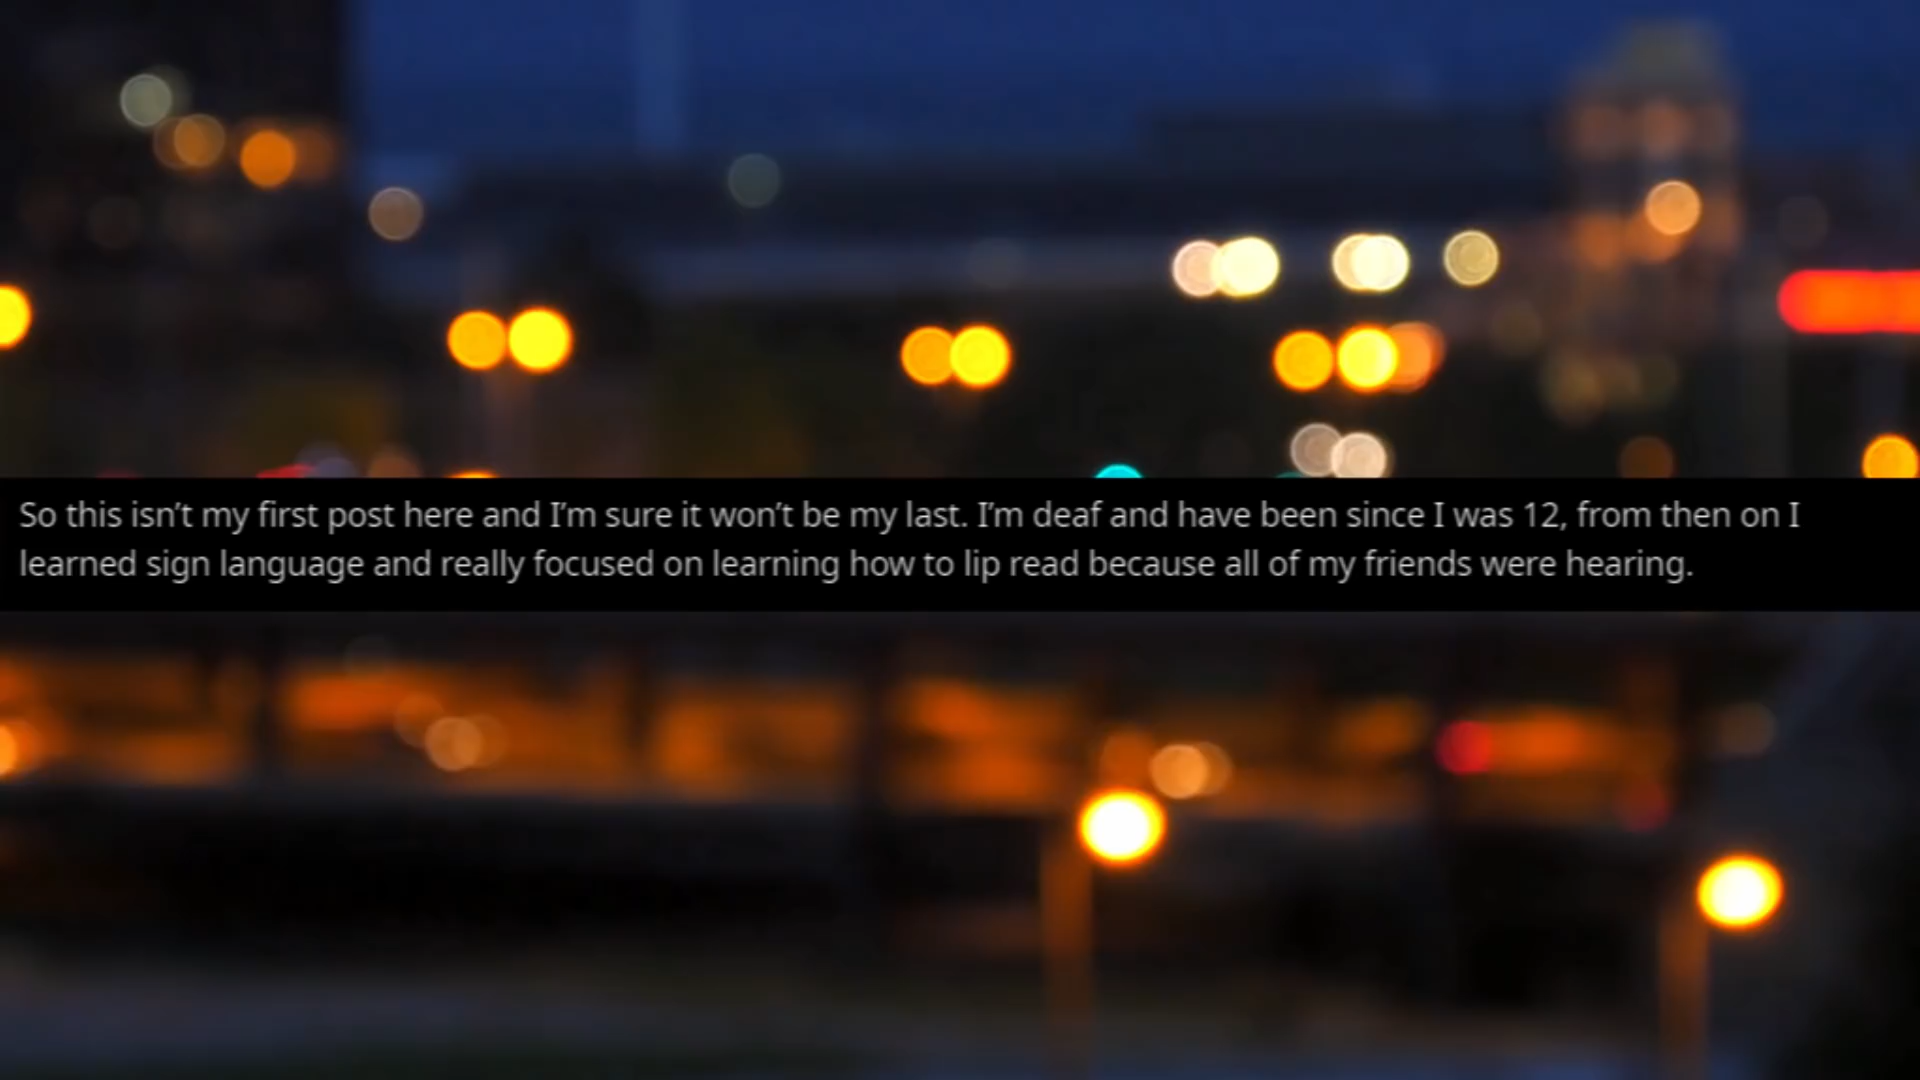 So this isn’t my first post here and I’m sure it won’t be my last. I’m deaf and have been since I was 12, from then on I
learned sign language and really focused on learning how to lip read because all of my friends were hearing.